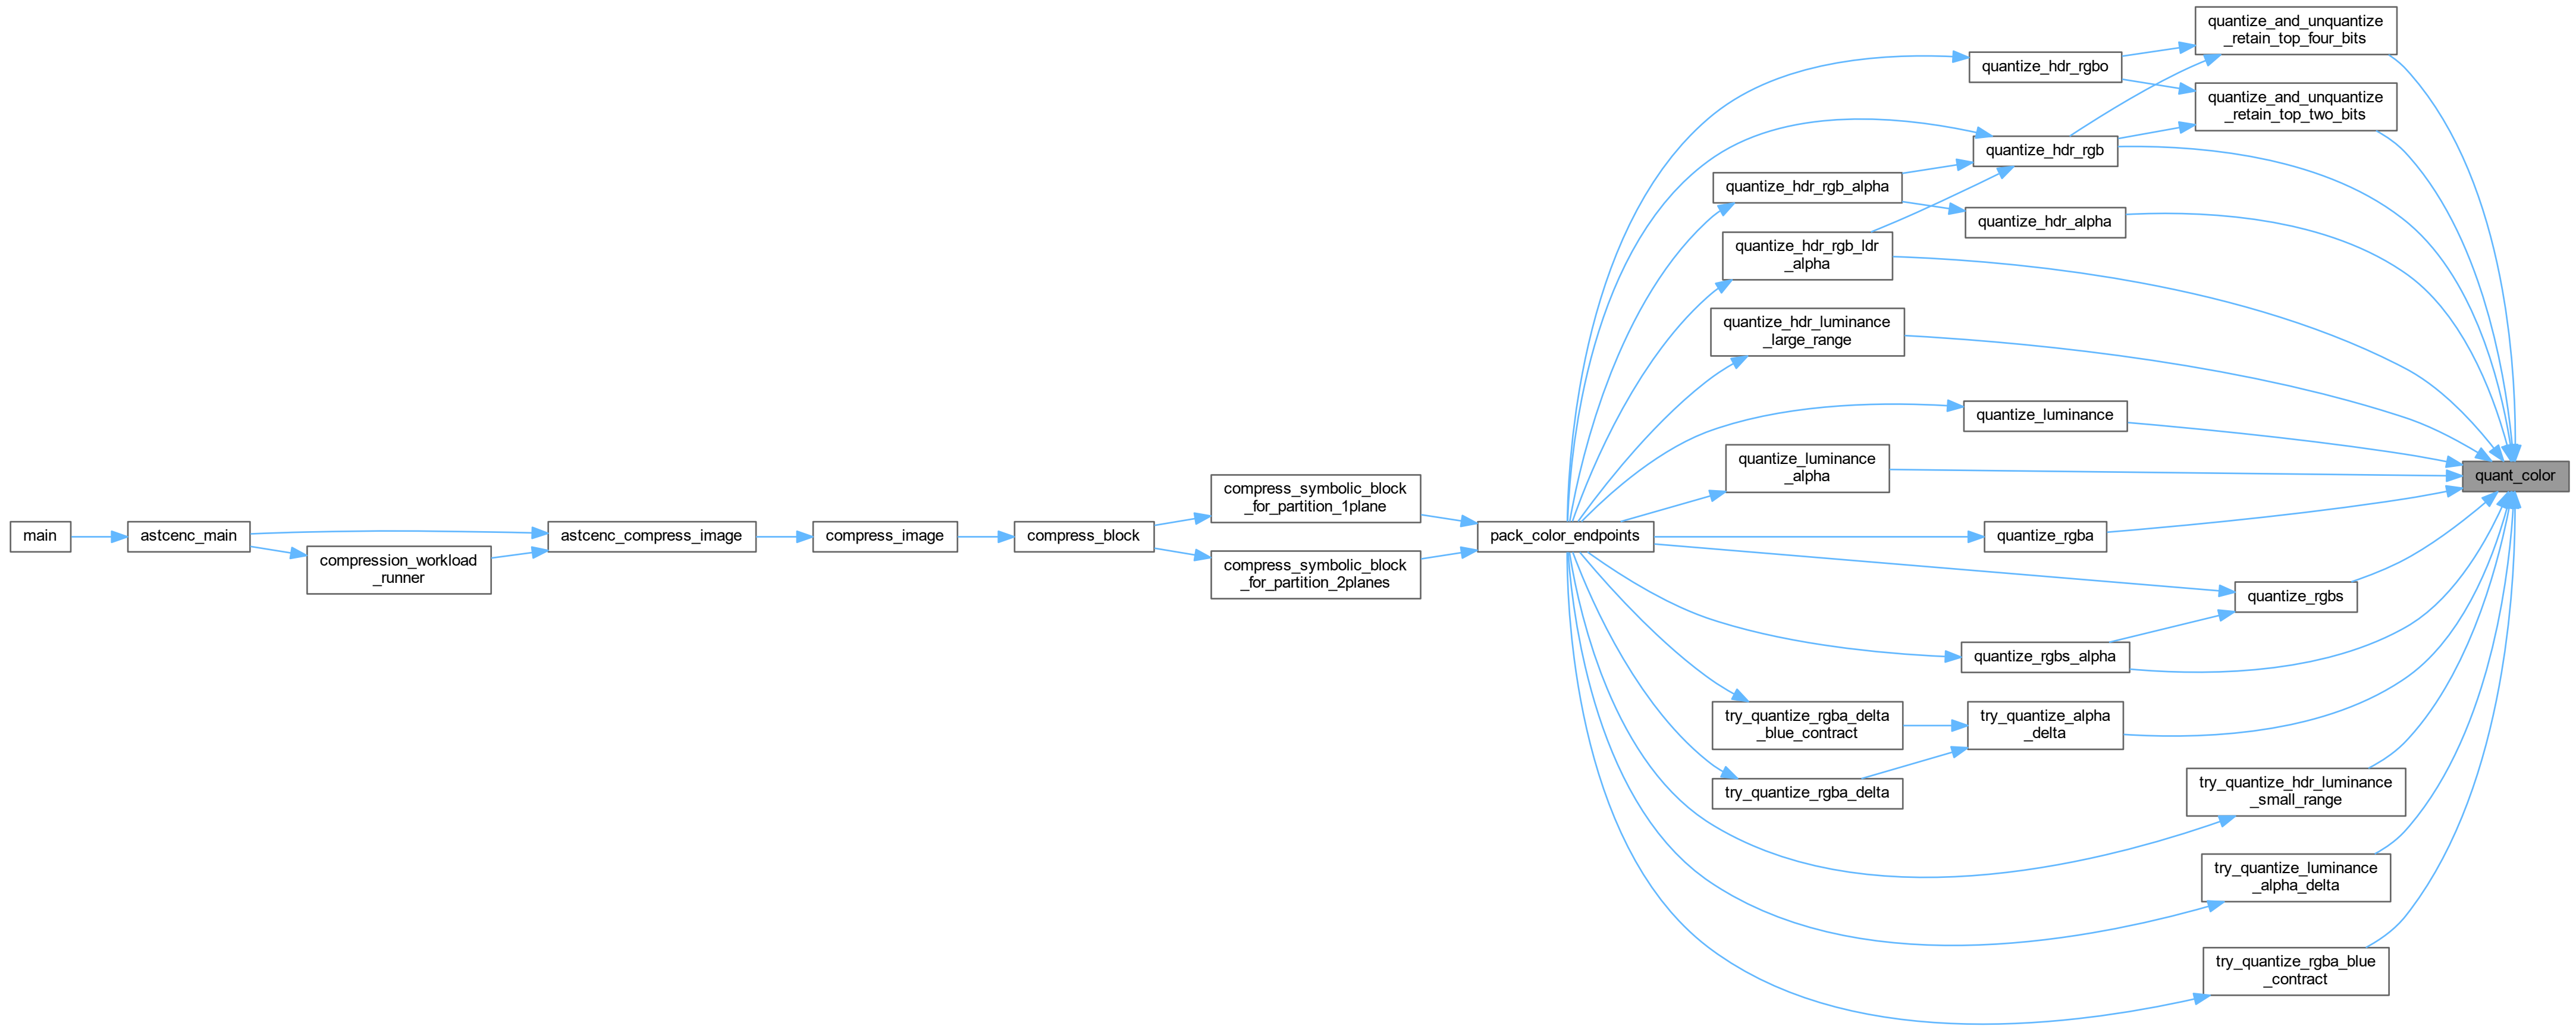 main
astcenc_main
compression_workload
_runner
astcenc_compress_image
compress_image
compress_block
compress_symbolic_block
_for_partition_1plane
compress_symbolic_block
_for_partition_2planes
pack_color_endpoints
quantize_hdr_rgb_alpha
quantize_hdr_rgb_ldr
_alpha
quantize_hdr_luminance
_large_range
quantize_luminance
_alpha
try_quantize_rgba_delta
_blue_contract
try_quantize_rgba_delta
quantize_hdr_rgbo
quantize_hdr_rgb
quantize_hdr_alpha
quantize_luminance
quantize_rgba
quantize_rgbs_alpha
try_quantize_alpha
_delta
quantize_and_unquantize
_retain_top_four_bits
quantize_and_unquantize
_retain_top_two_bits
quantize_rgbs
try_quantize_hdr_luminance
_small_range
try_quantize_luminance
_alpha_delta
try_quantize_rgba_blue
_contract
quant_color